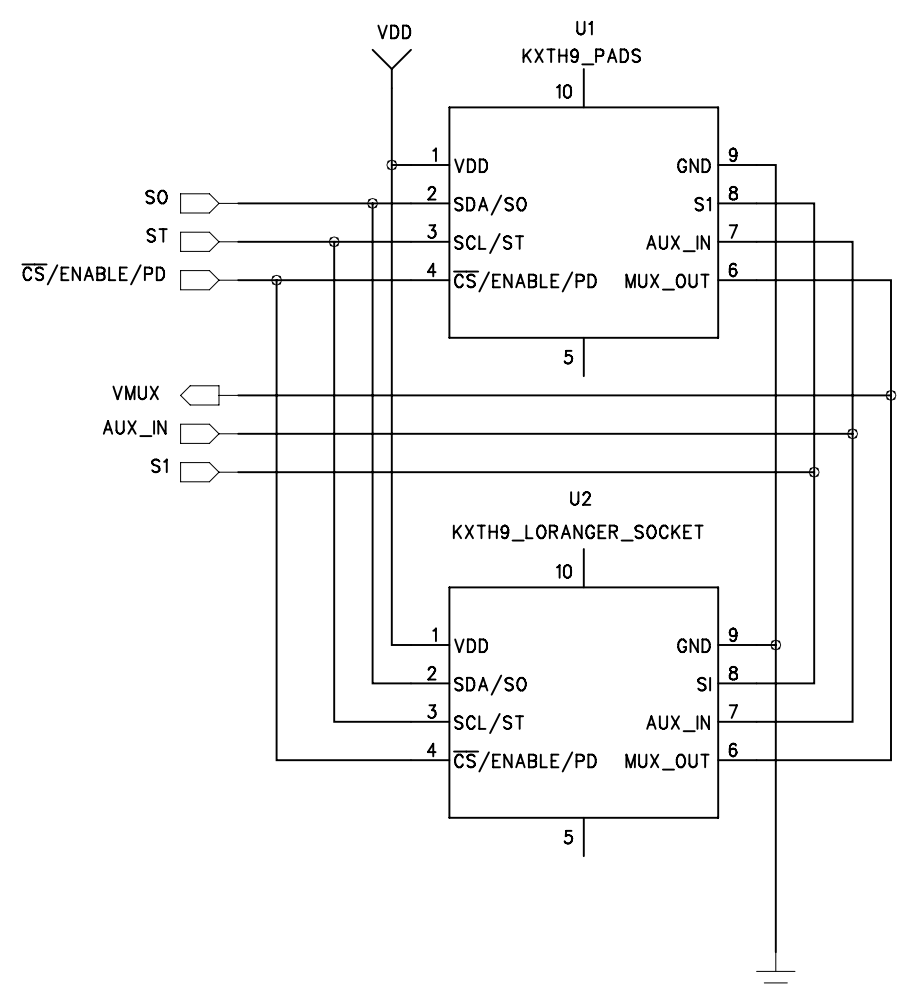 VDD
U1
KXTH9_PADS
10
1 VDD GND 9
SO 2 SDA/SO S1 8
ST 3 SCL/ST AUX_IN 7
CS/ENABLE/PD 4 CS/ENABLE/PD MUX_OUT 6
5
VMUX
AUX_IN
S1
U2
KXTH9_LORANGER_SOCKET
10
1 VDD GND 9
2 SDA/SO SI 8
3 SCL/ST AUX_IN 7
4 CS/ENABLE/PD MUX_OUT 6
5